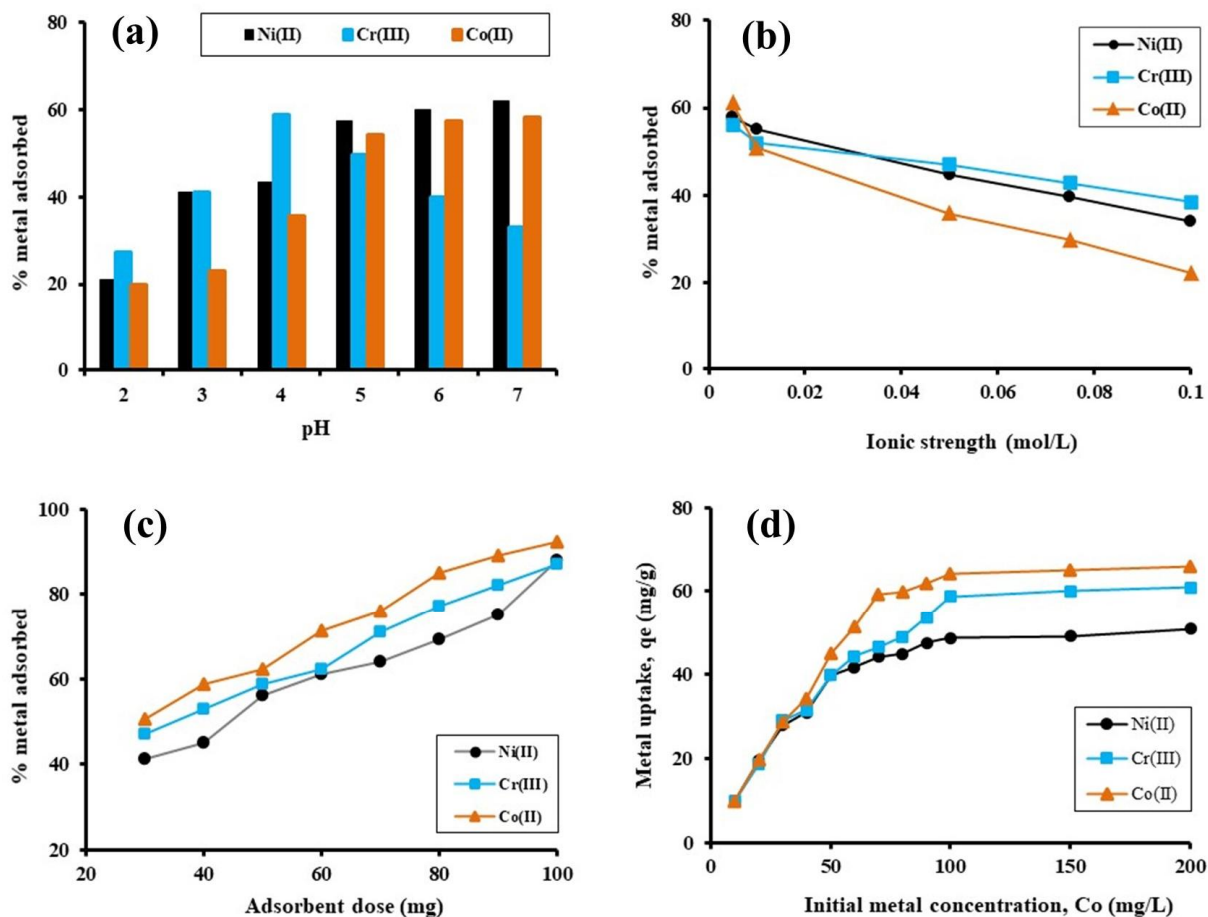 (a)
Ni(II) Cr(III) Co(II)
% metal adsorbed
80
60
40
20
0
2 3 4 5 6 7
pH
(b)
Ni(II)
Cr(III)
Co(II)
% metal adsorbed
80
60
40
20
0
0 0.02 0.04 0.06 0.08 0.1
Ionic strength (mol/L)
(c)
% metal adsorbed
100
80
60
40
20
Ni(II)
Cr(III)
Co(II)
20 40 60 80 100
Adsorbent dose (mg)
(d)
Metal uptake, qe (mg/g)
80
60
40
20
0
Ni(II)
Cr(III)
Co(II)
0 50 100 150 200
Initial metal concentration, Co (mg/L)